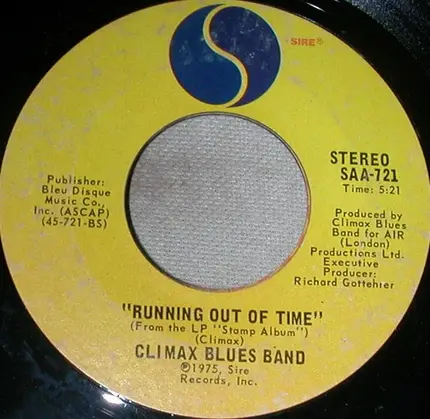 SIRE®
STEREO
SAA-721
Time: 5:21
Publisher:
Bleu Disque
Music Co.,
Inc. (ASCAP)
(45-721-BS)
Produced by
Climax Blues
Band for AIR
(London)
Productions Ltd.
Executive
Producer:
Richard Gottehrer
"RUNNING OUT OF TIME"
(From the LP "Stamp Album")
(Climax)
CLIMAX BLUES BAND
℗1975, Sire
Records, Inc.